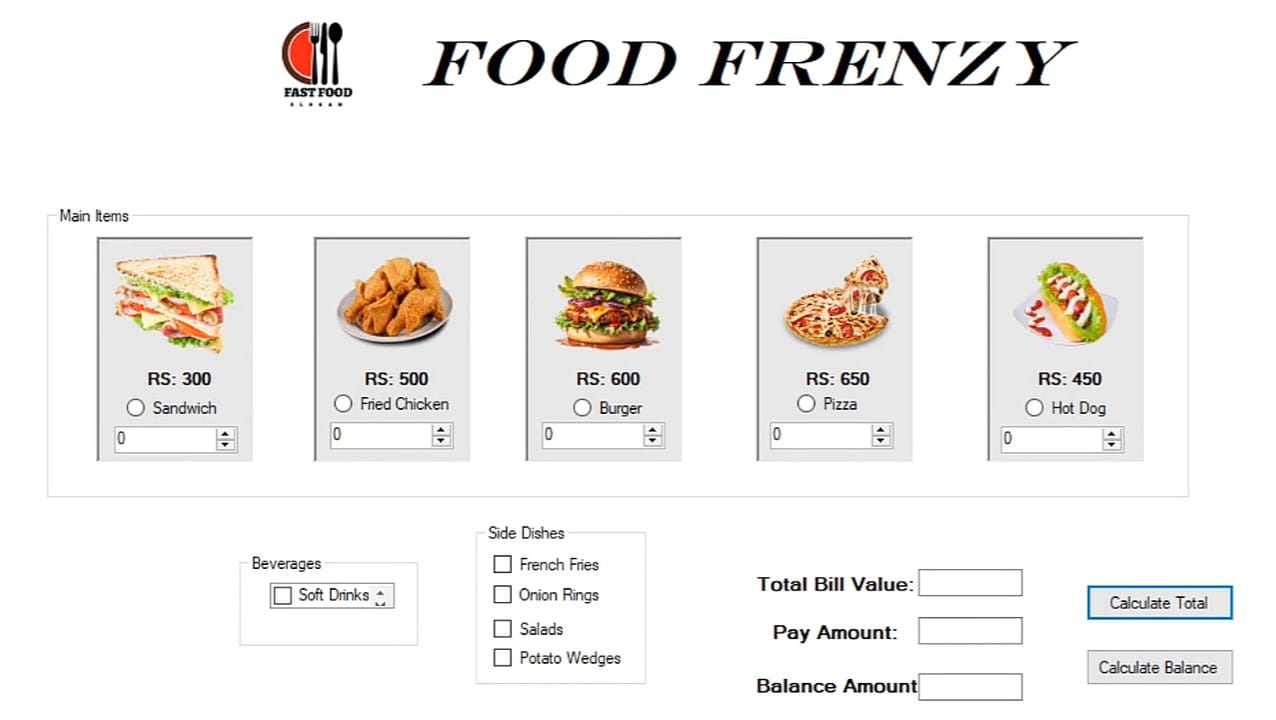 FOOD FRENZY
FAST FOOD
Main Items
RS: 300
Sandwich
0
RS: 500
Fried Chicken
0
RS: 600
Burger
0
RS: 650
Pizza
0
RS: 450
Hot Dog
0
Beverages
Soft Drinks
Side Dishes
French Fries
Onion Rings
Salads
Potato Wedges
Total Bill Value:
Pay Amount:
Balance Amount
Calculate Total
Calculate Balance